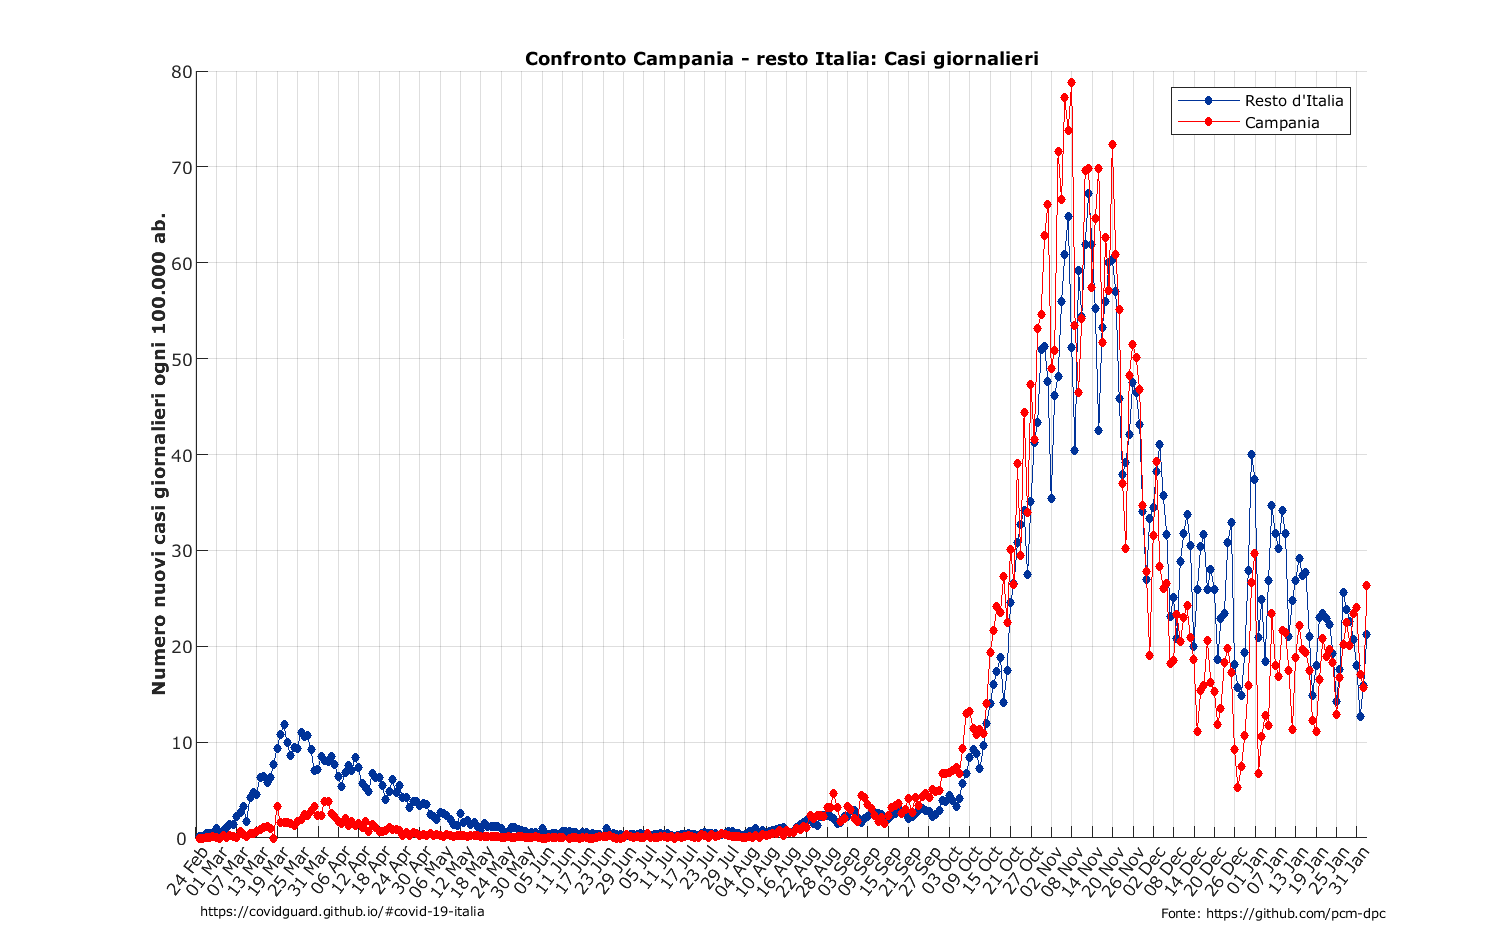 Confronto Campania - resto Italia: Casi giornalieri
Numero nuovi casi giornalieri ogni 100.000 ab.
80
70
60
50
40
30
20
10
0
Resto d'Italia
Campania
24 Feb
01 Mar
07 Mar
13 Mar
19 Mar
25 Mar
31 Mar
06 Apr
12 Apr
18 Apr
24 Apr
30 Apr
06 May
12 May
18 May
24 May
30 May
05 Jun
11 Jun
17 Jun
23 Jun
29 Jun
05 Jul
11 Jul
17 Jul
23 Jul
29 Jul
04 Aug
10 Aug
16 Aug
22 Aug
28 Aug
03 Sep
09 Sep
15 Sep
21 Sep
27 Sep
03 Oct
09 Oct
15 Oct
21 Oct
27 Oct
02 Nov
08 Nov
14 Nov
20 Nov
26 Nov
02 Dec
08 Dec
14 Dec
20 Dec
26 Dec
01 Jan
07 Jan
13 Jan
19 Jan
25 Jan
31 Jan
https://covidguard.github.io/#covid-19-italia
Fonte: https://github.com/pcm-dpc